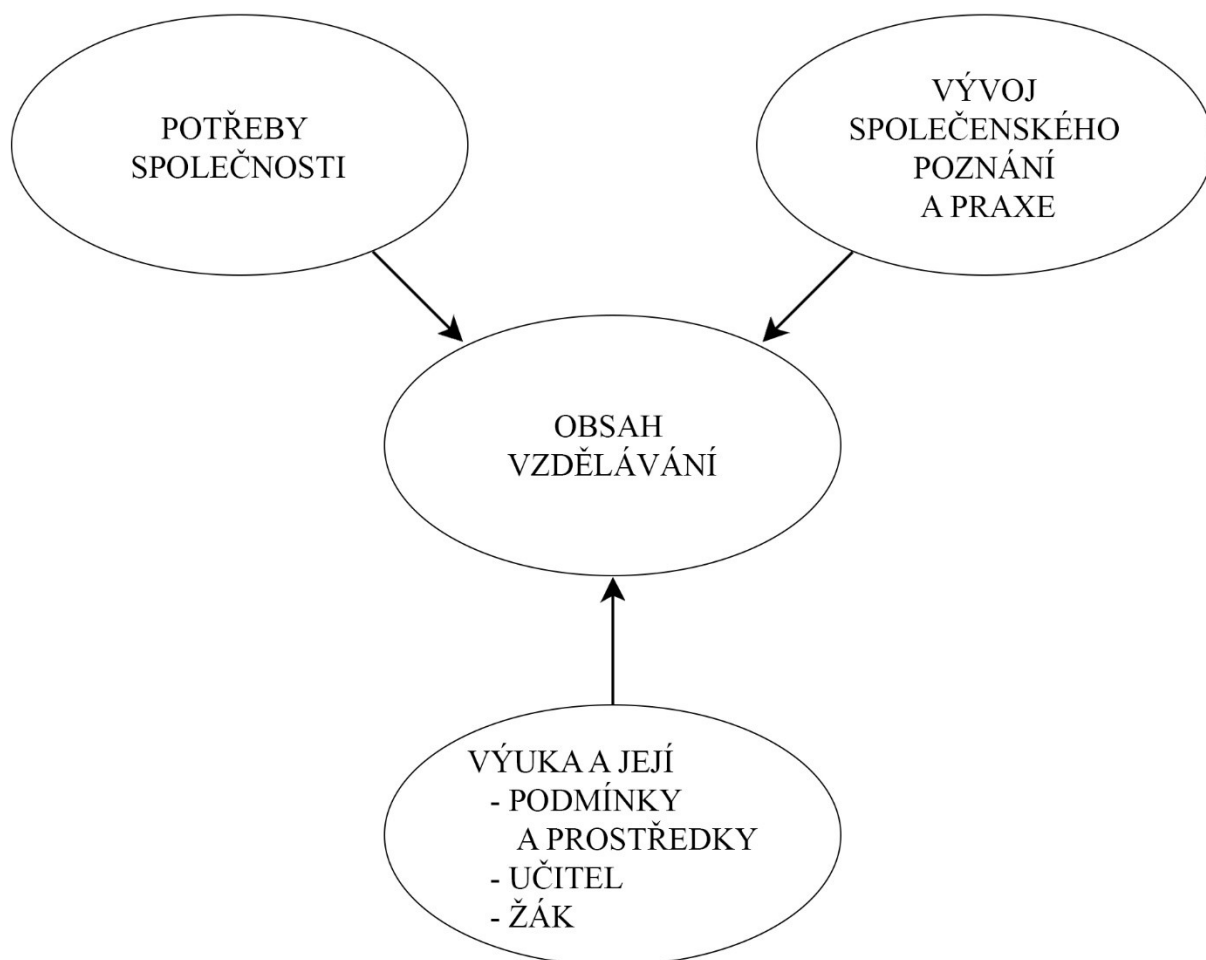 POTŘEBY
SPOLEČNOSTI
VÝVOJ
SPOLEČENSKÉHO
POZNÁNÍ
A PRAXE
OBSAH
VZDĚLÁVÁNÍ
VÝUKA A JEJÍ
- PODMÍNKY
A PROSTŘEDKY
- UČITEL
- ŽÁK